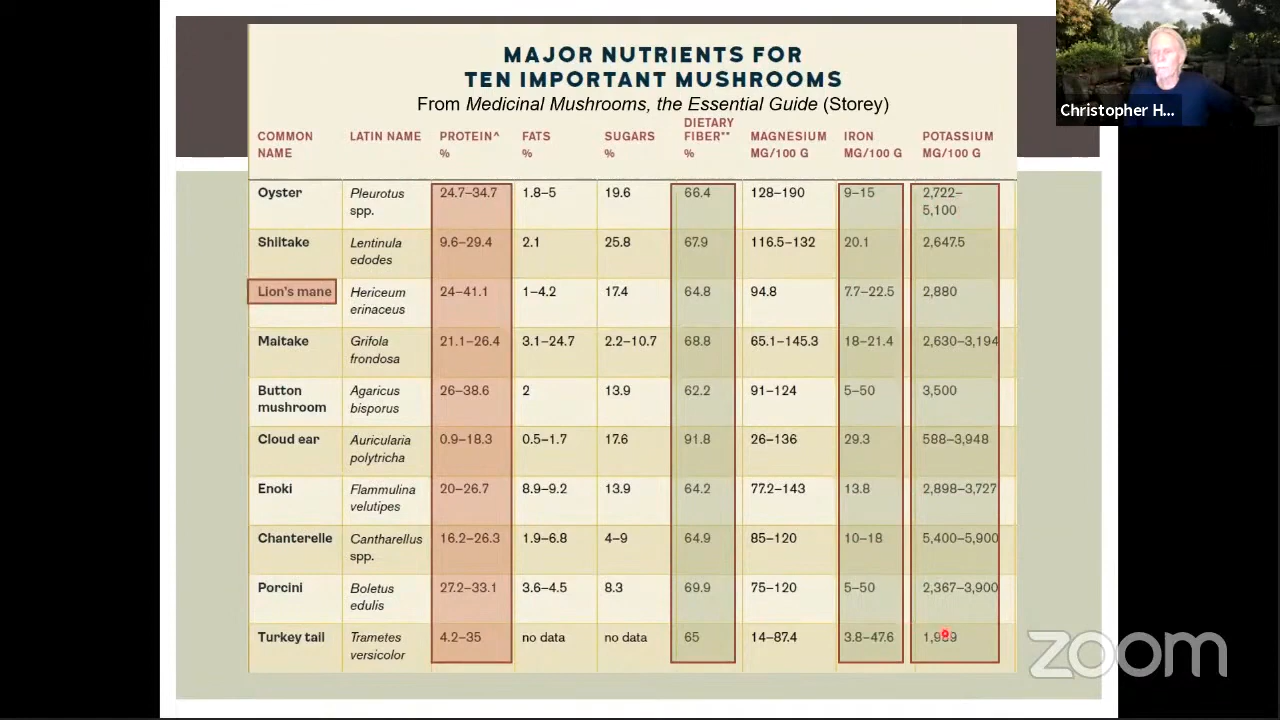 MAJOR NUTRIENTS FOR
TEN IMPORTANT MUSHROOMS
From Medicinal Mushrooms, the Essential Guide (Storey)
COMMON NAME LATIN NAME PROTEIN^ % FATS % SUGARS % DIETARY FIBER** % MAGNESIUM MG/100 G IRON MG/100 G POTASSIUM MG/100 G
Oyster Pleurotus spp. 24.7–34.7 1.8–5 19.6 66.4 128–190 9–15 2,722–5,100
Shiitake Lentinula edodes 9.6–29.4 2.1 25.8 67.9 116.5–132 20.1 2,647.5
Lion's mane Hericeum erinaceus 24–41.1 1–4.2 17.4 64.8 94.8 7.7–22.5 2,880
Maitake Grifola frondosa 21.1–26.4 3.1–24.7 2.2–10.7 68.8 65.1–145.3 18–21.4 2,630–3,194
Button mushroom Agaricus bisporus 26–38.6 2 13.9 62.2 91–124 5–50 3,500
Cloud ear Auricularia polytricha 0.9–18.3 0.5–1.7 17.6 91.8 26–136 29.3 588–3,948
Enoki Flammulina velutipes 20–26.7 8.9–9.2 13.9 64.2 77.2–143 13.8 2,898–3,727
Chanterelle Cantharellus spp. 16.2–26.3 1.9–6.8 4–9 64.9 85–120 10–18 5,400–5,900
Porcini Boletus edulis 27.2–33.1 3.6–4.5 8.3 69.9 75–120 5–50 2,367–3,900
Turkey tail Trametes versicolor 4.2–35 no data no data 65 14–87.4 3.8–47.6
Christopher H...
zoom